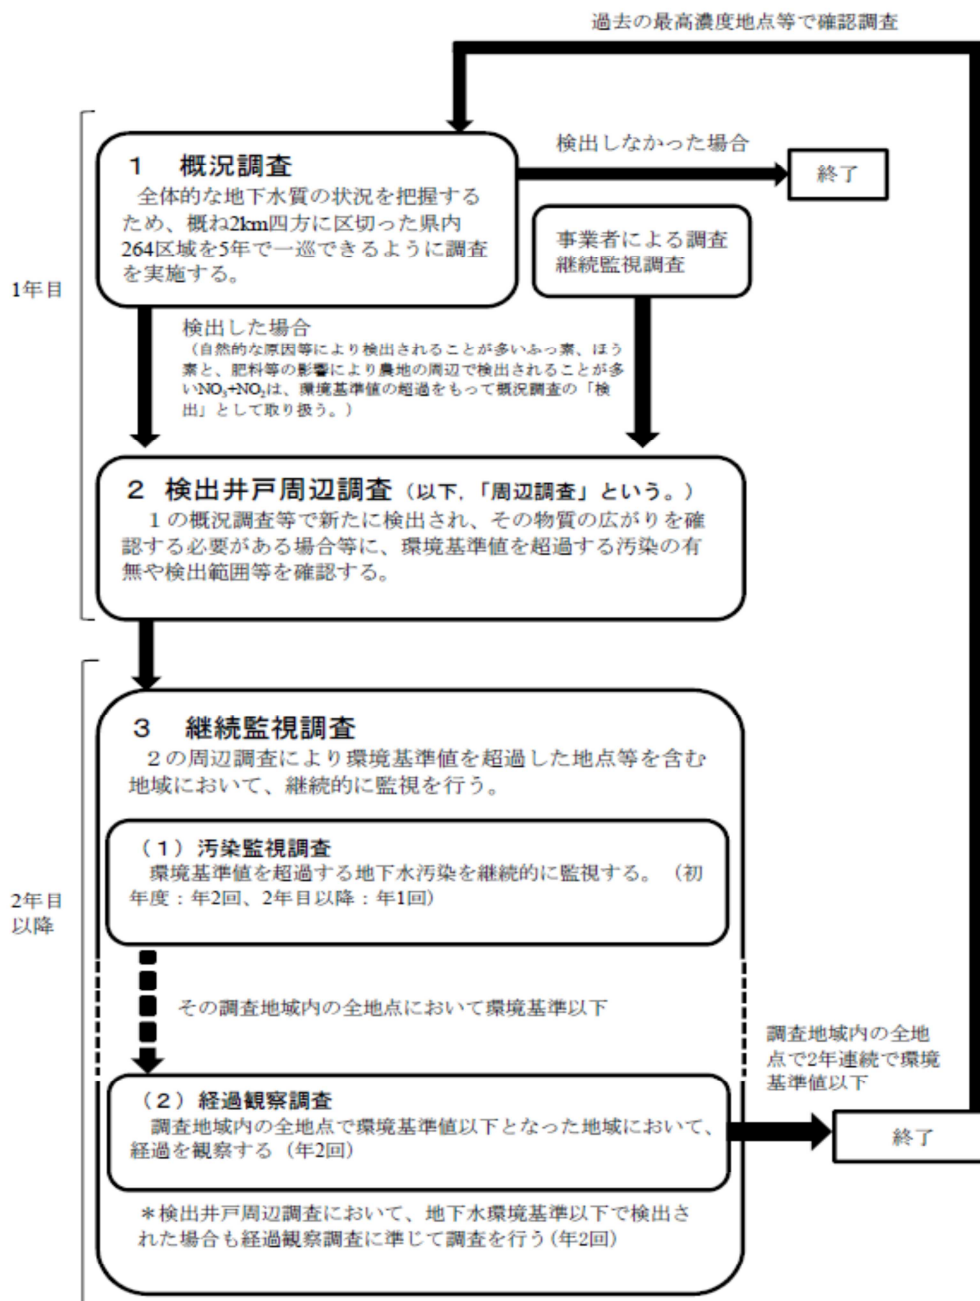 過去の最高濃度地点等で確認調査
1年目
1 概況調査
全体的な地下水質の状況を把握する
ため、概ね2km四方に区切った県内
264区域を5年で一巡できるように調査
を実施する。
検出しなかった場合
終了
事業者による調査
継続監視調査
検出した場合
（自然的な原因等により検出されることが多いふっ素、ほう
素と、肥料等の影響により農地の周辺で検出されることが多
いNO₃+NO₂は、環境基準値の超過をもって概況調査の「検
出」として取り扱う。）
2 検出井戸周辺調査（以下，「周辺調査」という。）
1の概況調査等で新たに検出され、その物質の広がりを確
認する必要がある場合等に、環境基準値を超過する汚染の有
無や検出範囲等を確認する。
2年目
以降
3 継続監視調査
2の周辺調査により環境基準値を超過した地点等を含む
地域において、継続的に監視を行う。
（1）汚染監視調査
環境基準値を超過する地下水汚染を継続的に監視する。（初
年度：年2回、2年目以降：年1回）
その調査地域内の全地点において環境基準以下
（2）経過観察調査
調査地域内の全地点で環境基準値以下となった地域において、
経過を観察する（年2回）
＊検出井戸周辺調査において、地下水環境基準以下で検出さ
れた場合も経過観察調査に準じて調査を行う(年2回)
調査地域内の全地
点で2年連続で環境
基準値以下
終了